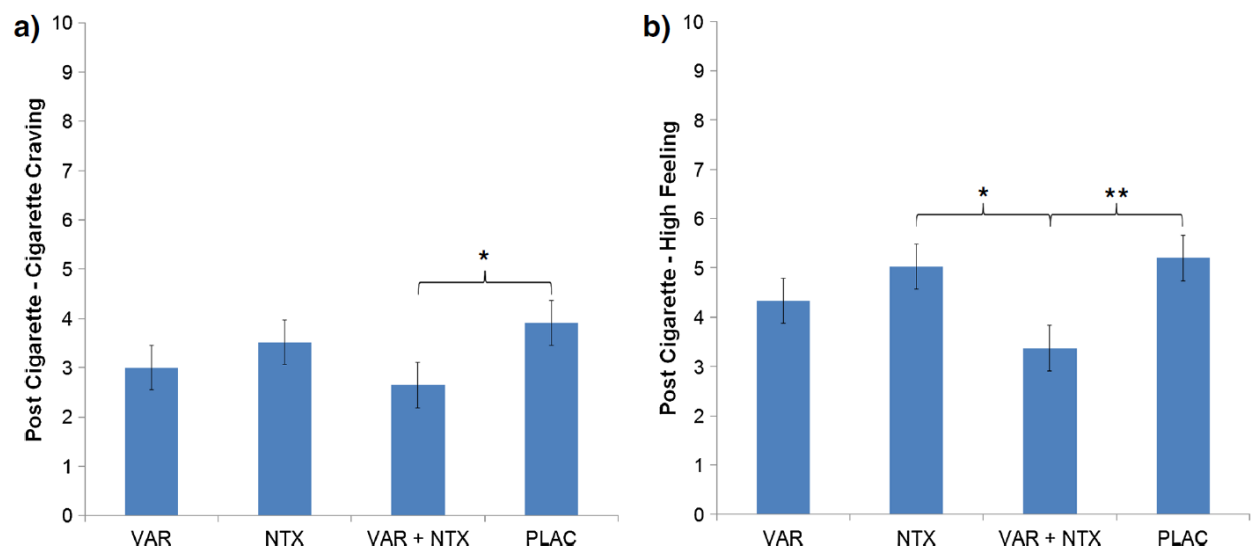 a)
Post Cigarette - Cigarette Craving
10
9
8
7
6
5
4
3
2
1
0
*
VAR
NTX
VAR + NTX
PLAC
b)
Post Cigarette - High Feeling
10
9
8
7
6
5
4
3
2
1
0
*
**
VAR
NTX
VAR + NTX
PLAC